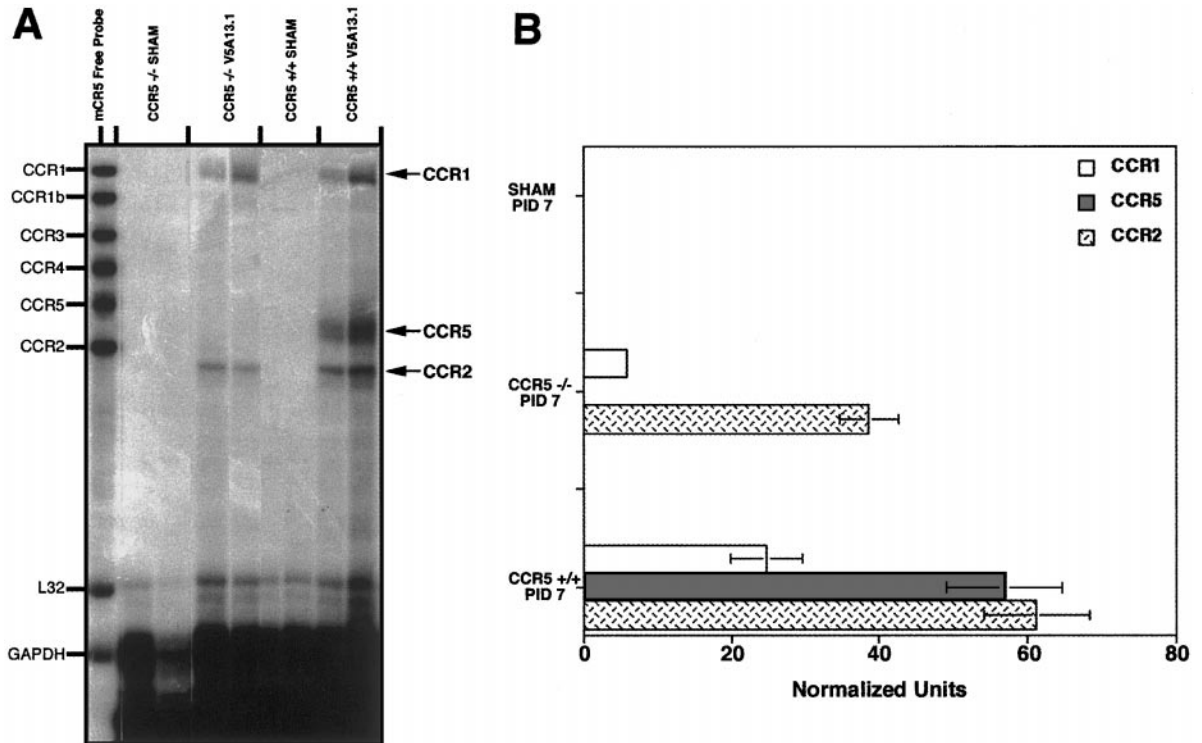 A
mCR5 Free Probe
CCR5 -/- SHAM
CCR5 -/- V5A13.1
CCR5 +/+ SHAM
CCR5 +/+ V5A13.1
CCR1
CCR1b
CCR3
CCR4
CCR5
CCR2
L32
GAPDH
CCR1
CCR5
CCR2
B
CCR1
CCR5
CCR2
SHAM
PID 7
CCR5 -/-
PID 7
CCR5 +/+
PID 7
0
20
40
60
80
Normalized Units